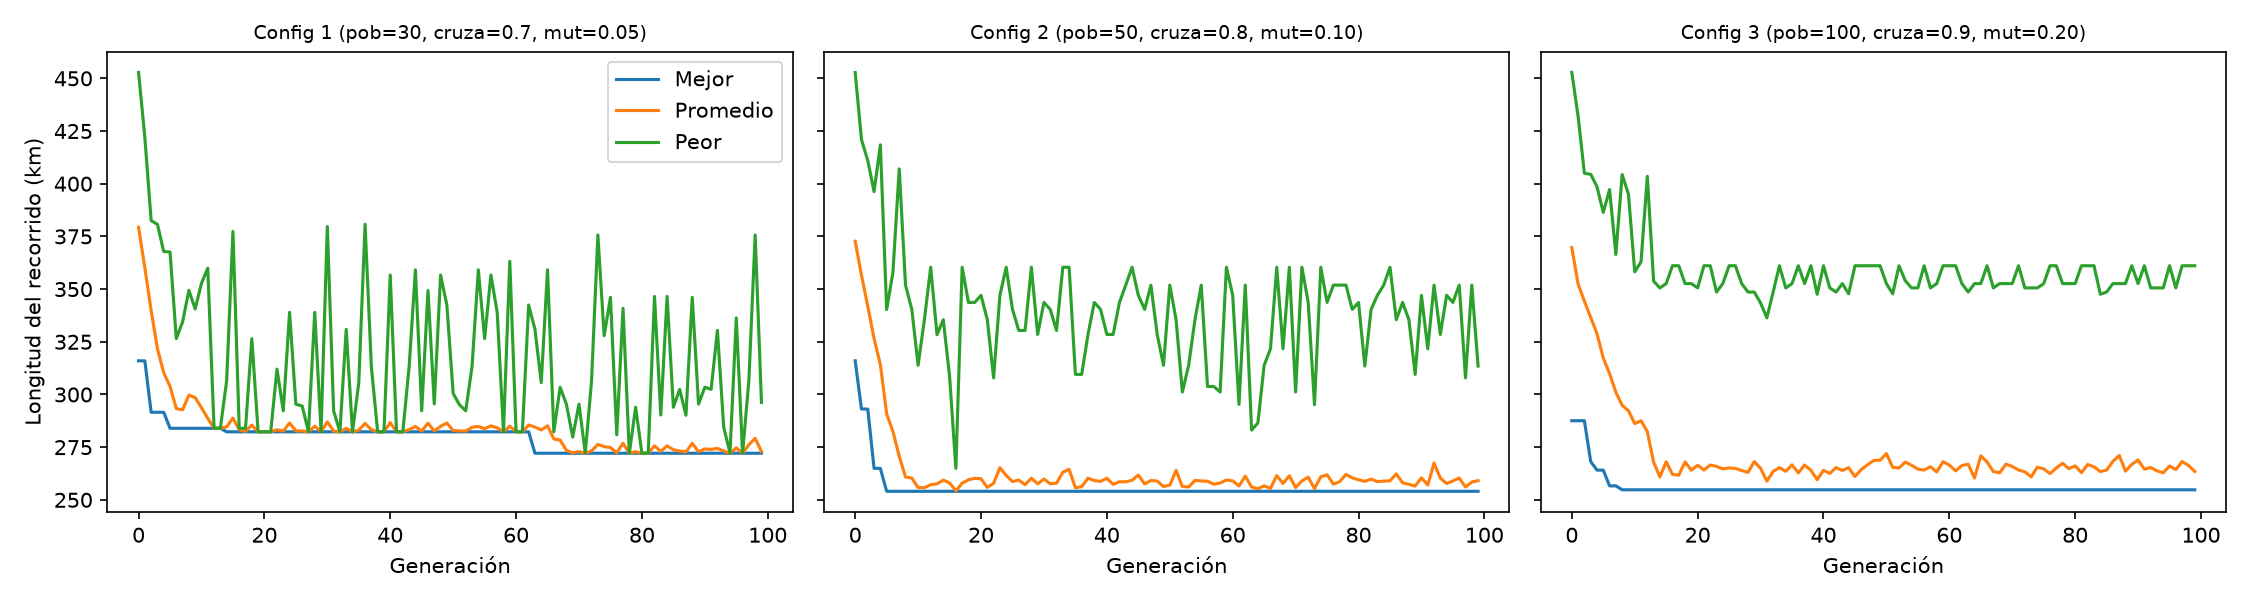 Config 1 (pob=30, cruza=0.7, mut=0.05)
Config 2 (pob=50, cruza=0.8, mut=0.10)
Config 3 (pob=100, cruza=0.9, mut=0.20)
Longitud del recorrido (km)
450
425
400
375
350
325
300
275
250
Mejor
Promedio
Peor
0 20 40 60 80 100
0 20 40 60 80 100
0 20 40 60 80 100
Generación
Generación
Generación